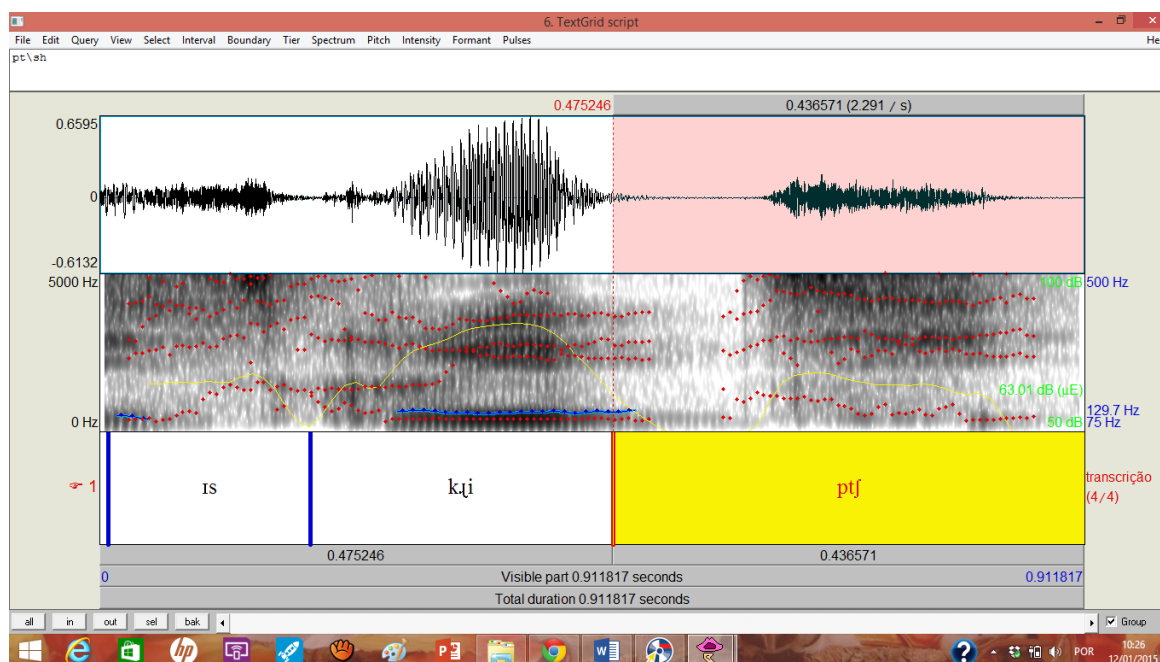 6. TextGrid script
File Edit Query View Select Interval Boundary Tier Spectrum Pitch Intensity Formant Pulses He
pt\sh
0.475246 0.436571 (2.291 / s)
0.6595
0
-0.6132
5000 Hz 100 dB 500 Hz
63.01 dB (µE)
129.7 Hz
0 Hz 50 dB 75 Hz
☞ 1 ɪs kɻi ptʃ transcrição
(4/4)
0.475246 0.436571
0 Visible part 0.911817 seconds 0.911817
Total duration 0.911817 seconds
all in out sel bak Group
hp POR 10:26
12/01/2015